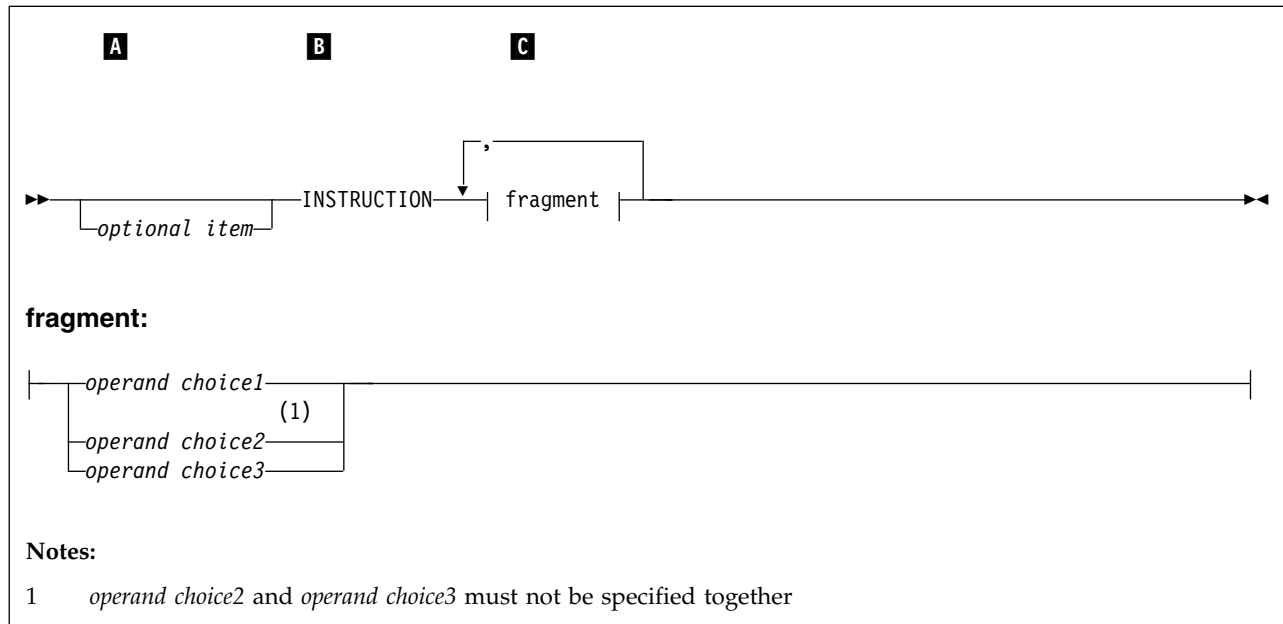 A B C
,
INSTRUCTION fragment
optional item
fragment:
operand choice1
(1)
operand choice2
operand choice3
Notes:
1 operand choice2 and operand choice3 must not be specified together